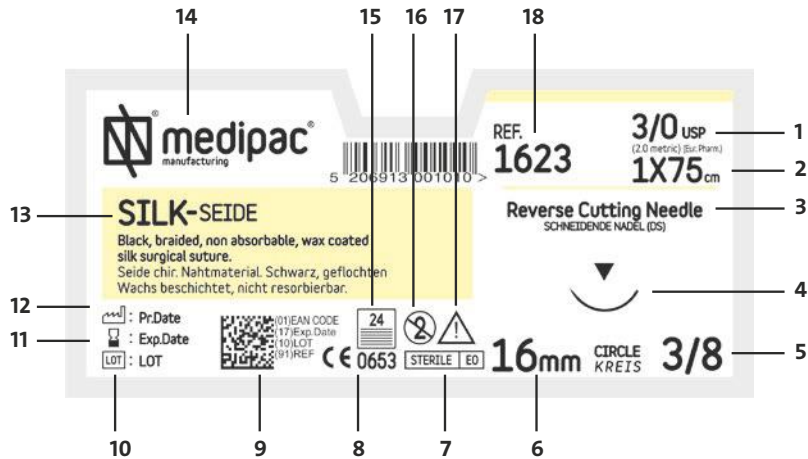 14
15
16
17
18
medipac®
manufacturing
5 206913 001010 >
REF.
1623
3/0 USP
(2.0 metric) (Eur. Pharm.)
1X75cm
1
2
13
SILK-SEIDE
Black, braided, non absorbable, wax coated
silk surgical suture.
Seide chir. Nahtmaterial. Schwarz, geflochten
Wachs beschichtet, nicht resorbierbar.
Reverse Cutting Needle
SCHNEIDENDE NADEL (DS)
3
4
12
: Pr.Date
11
: Exp.Date
LOT : LOT
(01)EAN CODE
(17)Exp.Date
(10)LOT
(91)REF
24
2
CE 0653
STERILE EO
16mm
CIRCLE
KREIS
3/8
5
10
9
8
7
6